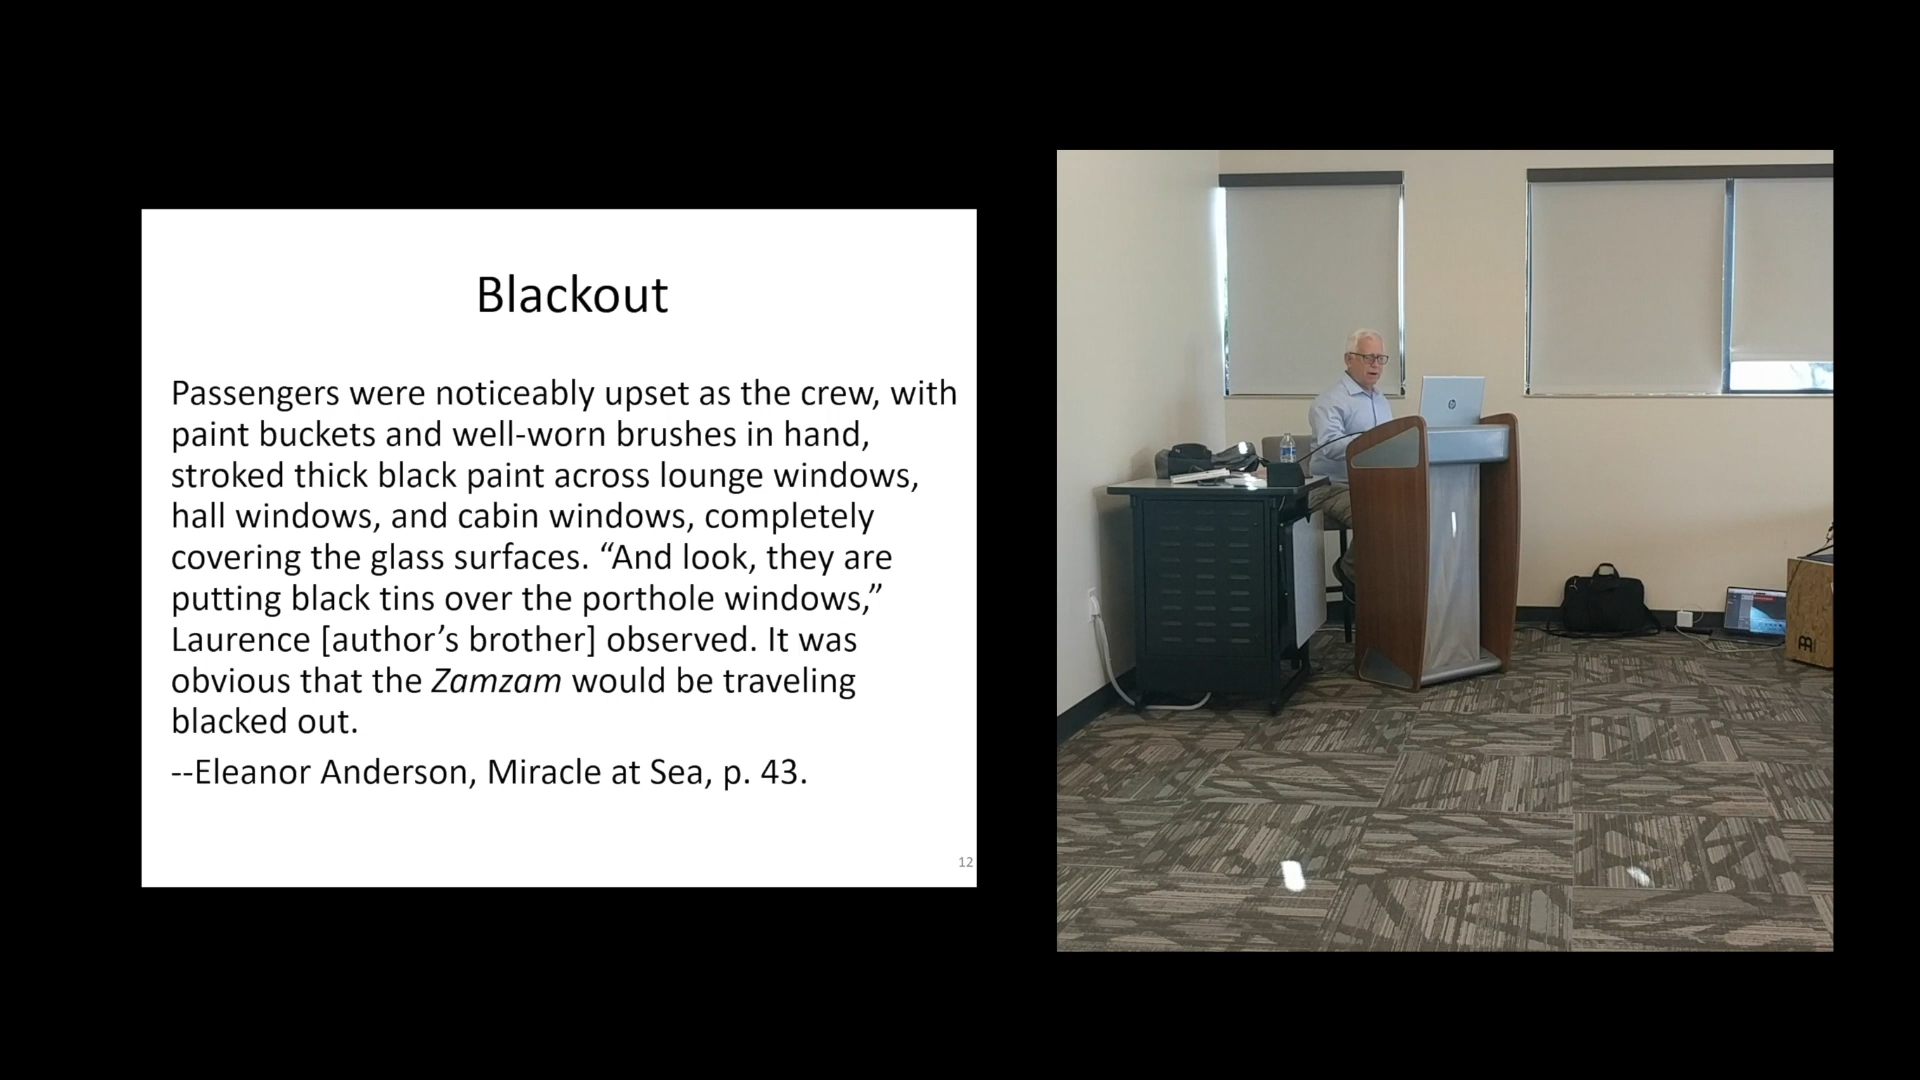 Blackout
Passengers were noticeably upset as the crew, with
paint buckets and well-worn brushes in hand,
stroked thick black paint across lounge windows,
hall windows, and cabin windows, completely
covering the glass surfaces. “And look, they are
putting black tins over the porthole windows,”
Laurence [author’s brother] observed. It was
obvious that the Zamzam would be traveling
blacked out.
--Eleanor Anderson, Miracle at Sea, p. 43.
12
hp